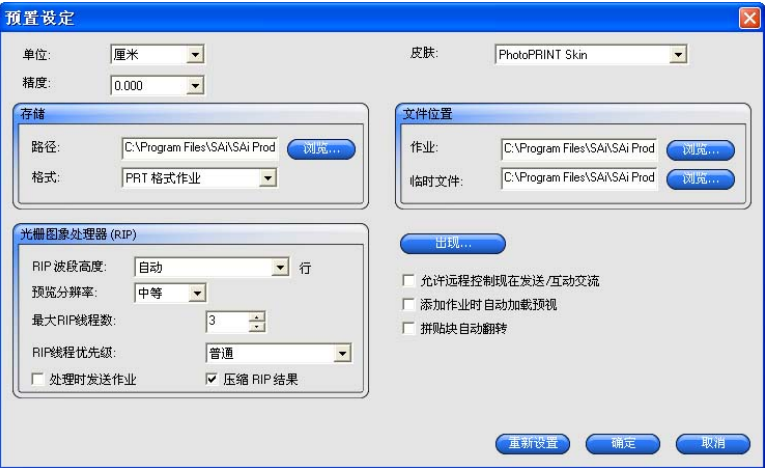 预置设定
单位: 厘米 皮肤: PhotoPRINT Skin
精度: 0.000
存储 文件位置
路径: C:\Program Files\SAi\SAi Prod 浏览... 作业: C:\Program Files\SAi\SAi Prod 浏览...
格式: PRT 格式作业 临时文件: C:\Program Files\SAi\SAi Prod 浏览...
光栅图象处理器 (RIP)
出现...
RIP 波段高度: 自动 行 允许远程控制现在发送/互动交流
预览分辨率: 中等 添加作业时自动加载预视
最大RIP线程数: 3 拼贴块自动翻转
RIP线程优先级: 普通
处理时发送作业 压缩 RIP 结果
重新设置 确定 取消